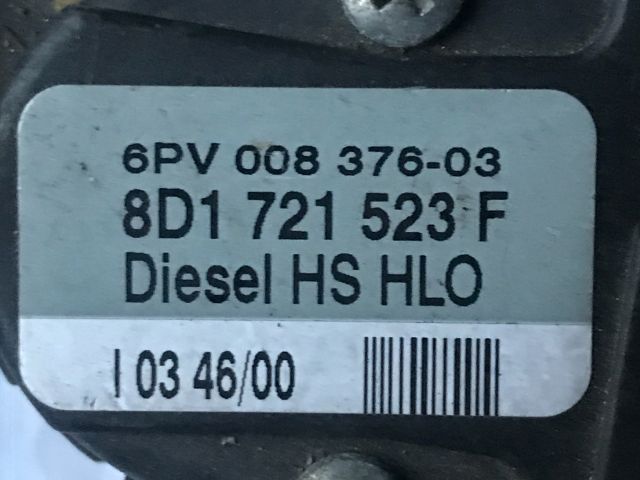 6PV 008 376-03
8D1 721 523 F
Diesel HS HLO
I 03 46/00